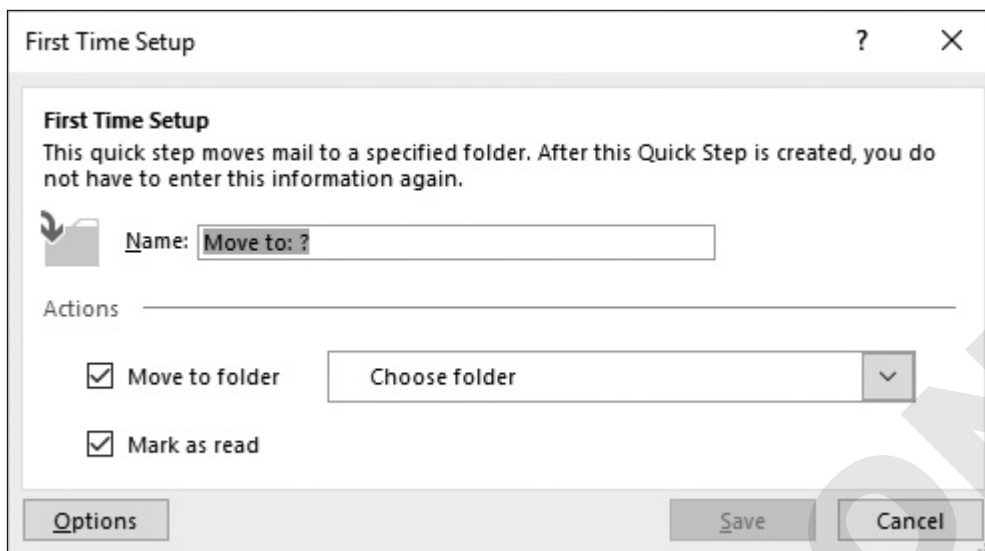 First Time Setup ?
First Time Setup
This quick step moves mail to a specified folder. After this Quick Step is created, you do
not have to enter this information again.
Name: Move to: ?
Actions
Move to folder Choose folder
Mark as read
Options Save Cancel